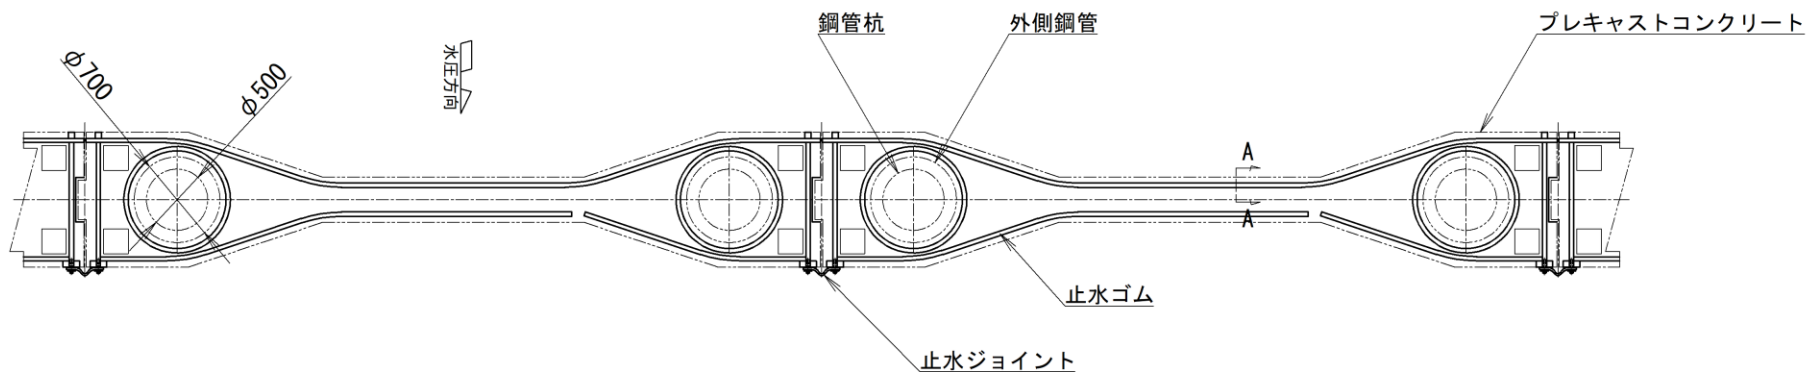 鋼管杭
外側鋼管
プレキャストコンクリート
φ700
φ500
水圧方向
A
A
止水ゴム
止水ジョイント